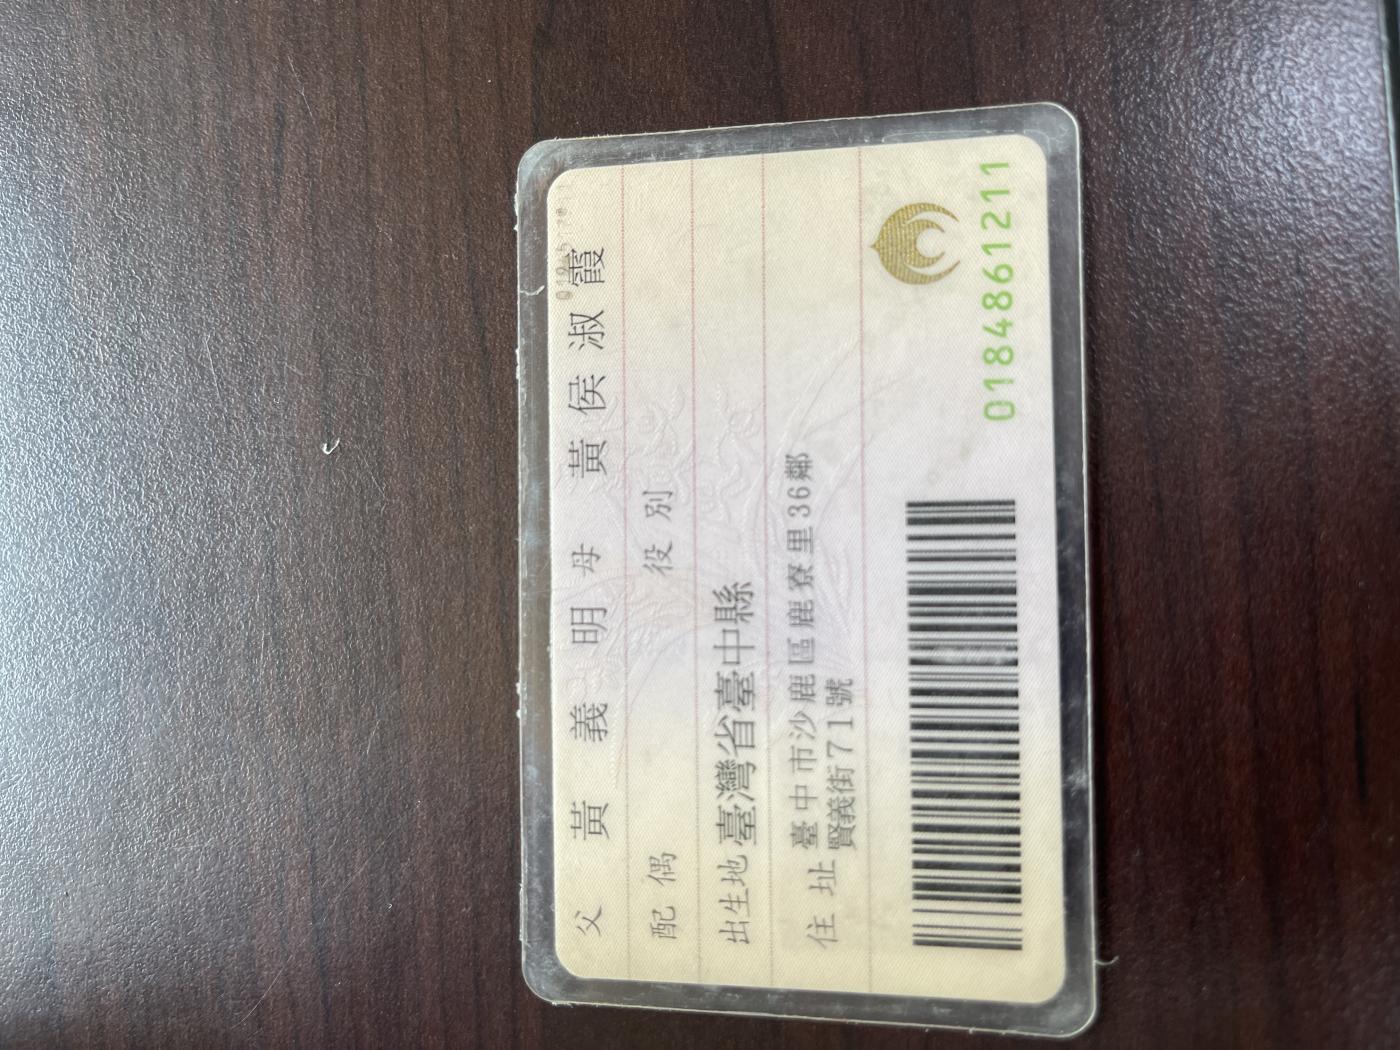 父 黃義明 母 黃侯淑霞
配偶 役別
出生地 臺灣省臺中縣
住址 臺中市沙鹿區鹿寮里36鄰
賢義街71號
0184861211